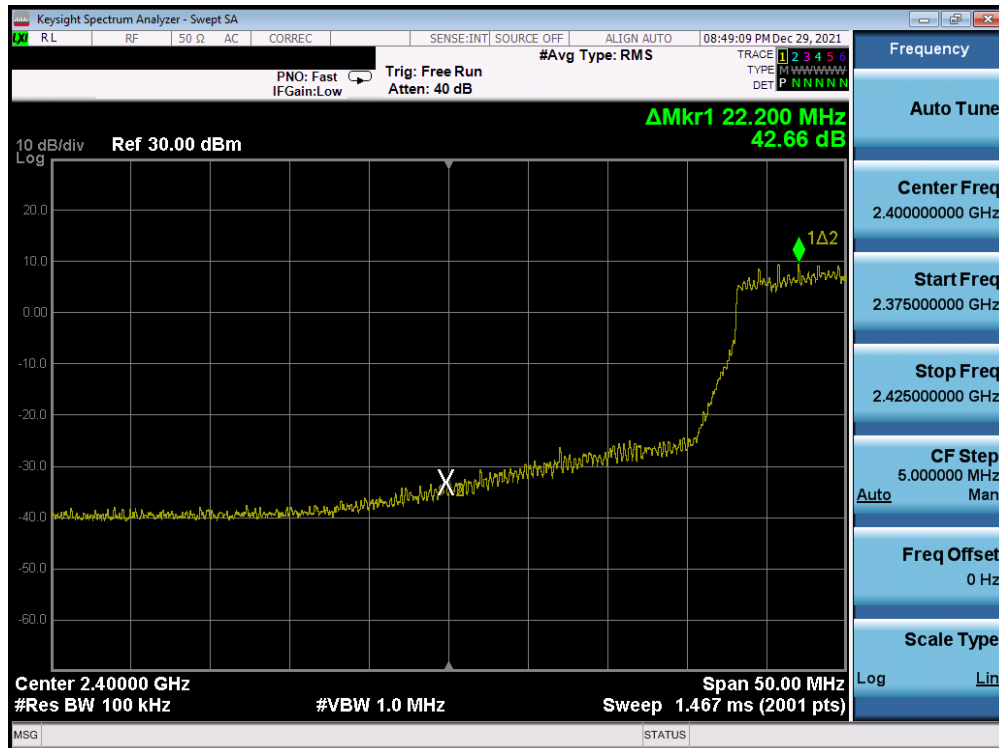 Keysight Spectrum Analyzer - Swept SA
LXI RL RF 50 Ω AC CORREC SENSE:INT SOURCE OFF ALIGN AUTO 08:49:09 PM Dec 29, 2021
#Avg Type: RMS TRACE 1 2 3 4 5 6
PNO: Fast Trig: Free Run TYPE M WWWWW
IFGain:Low Atten: 40 dB DET P N N N N N
ΔMkr1 22.200 MHz
42.66 dB
10 dB/div Ref 30.00 dBm
Log
20.0
10.0
0.00
-10.0
-20.0
-30.0
-40.0
-50.0
-60.0
1Δ2
X2
Center 2.40000 GHz Span 50.00 MHz
#Res BW 100 kHz #VBW 1.0 MHz Sweep 1.467 ms (2001 pts)
MSG STATUS
Frequency
Auto Tune
Center Freq
2.400000000 GHz
Start Freq
2.375000000 GHz
Stop Freq
2.425000000 GHz
CF Step
5.000000 MHz
Auto Man
Freq Offset
0 Hz
Scale Type
Log Lin